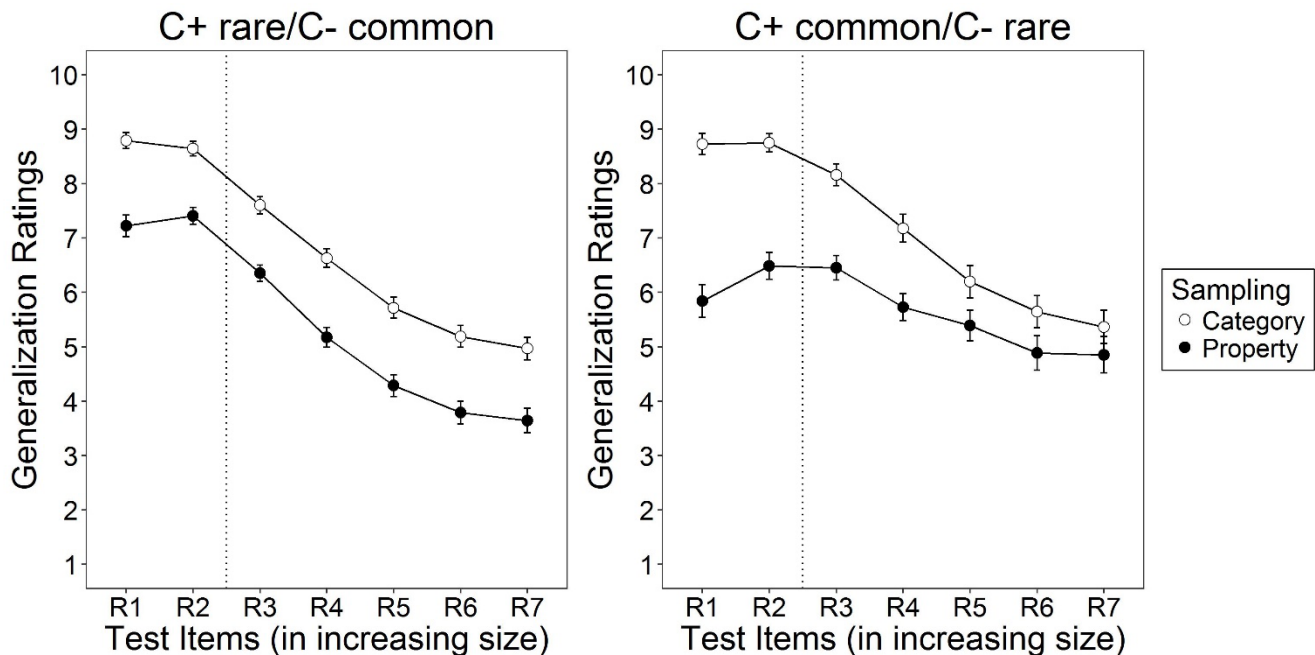 C+ rare/C- common
Generalization Ratings
10
9
8
7
6
5
4
3
2
1
R1 R2 R3 R4 R5 R6 R7
Test Items (in increasing size)
C+ common/C- rare
Generalization Ratings
10
9
8
7
6
5
4
3
2
1
R1 R2 R3 R4 R5 R6 R7
Test Items (in increasing size)
Sampling
Category
Property